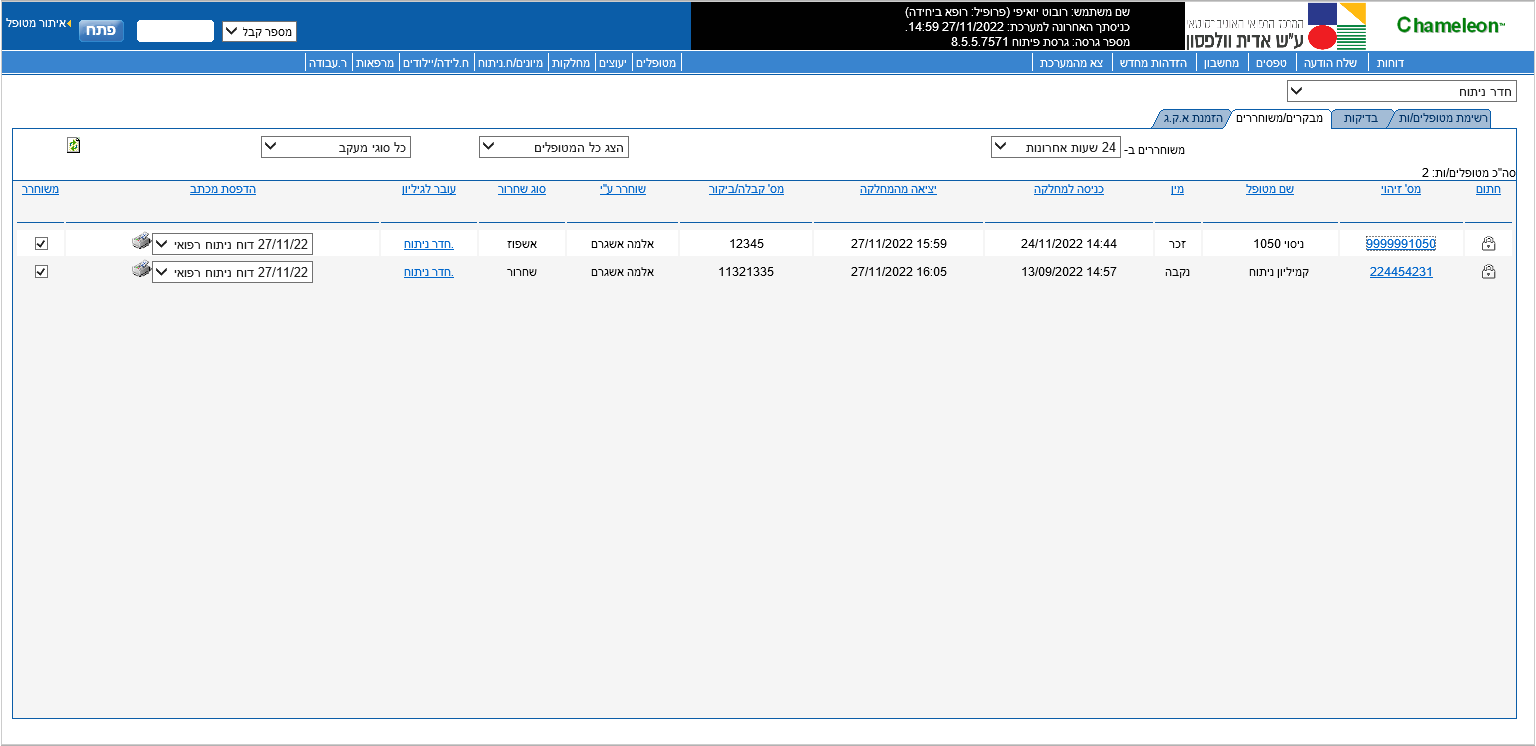 Chameleon™
ע"ש אדית וולפסון
שם משתמש: רובוט יואיפי (פרופיל: רופא ביחידה)
כניסתך האחרונה למערכת: 27/11/2022 14:59.
מספר גרסה: גרסת פיתוח 8.5.5.7571
מספר קבל
פתח
איתור מטופל
דוחות
שלח הודעה
טפסים
מחשבון
הזדהות מחדש
צא מהמערכת
מטופלים
יעוצים
מחלקות
מיונים/ח.ניתוח
ח.לידה/יילודים
מרפאות
ר.עבודה
חדר ניתוח
רשימת מטופלים/ות
בדיקות
מבקרים/משוחררים
הזמנת א.ק.ג
משוחררים ב- 24 שעות אחרונות
הצג כל המטופלים
כל סוגי מעקב
סה"כ מטופלים/ות: 2
חתום מס' זיהוי שם מטופל מין כניסה למחלקה יציאה מהמחלקה מס' קבלה/ביקור שוחרר ע"י סוג שחרור עובר לגיליון הדפסת מכתב משוחרר
9999991050 ניסוי 1050 זכר 24/11/2022 14:44 27/11/2022 15:59 12345 אלמה אשגרם אשפוז חדר ניתוח. 27/11/22 דוח ניתוח רפואי
224454231 קמיליון ניתוח נקבה 13/09/2022 14:57 27/11/2022 16:05 11321335 אלמה אשגרם שחרור חדר ניתוח. 27/11/22 דוח ניתוח רפואי